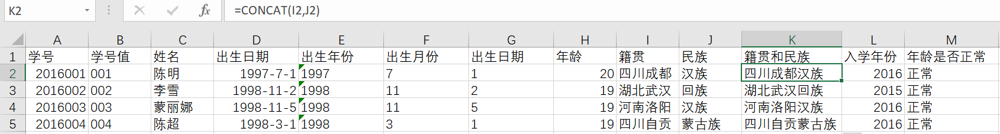 K2 fx =CONCAT(I2,J2)
A B C D E F G H I J K L M
1 学号 学号值 姓名 出生日期 出生年份 出生月份 出生日期 年龄 籍贯 民族 籍贯和民族 入学年份 年龄是否正常
2 2016001 001 陈明 1997-7-1 1997 7 1 20 四川成都 汉族 四川成都汉族 2016 正常
3 2016002 002 李雪 1998-11-2 1998 11 2 19 湖北武汉 回族 湖北武汉回族 2015 正常
4 2016003 003 蒙丽娜 1998-11-5 1998 11 5 19 河南洛阳 汉族 河南洛阳汉族 2016 正常
5 2016004 004 陈超 1998-3-1 1998 3 1 19 四川自贡 蒙古族 四川自贡蒙古族 2016 正常